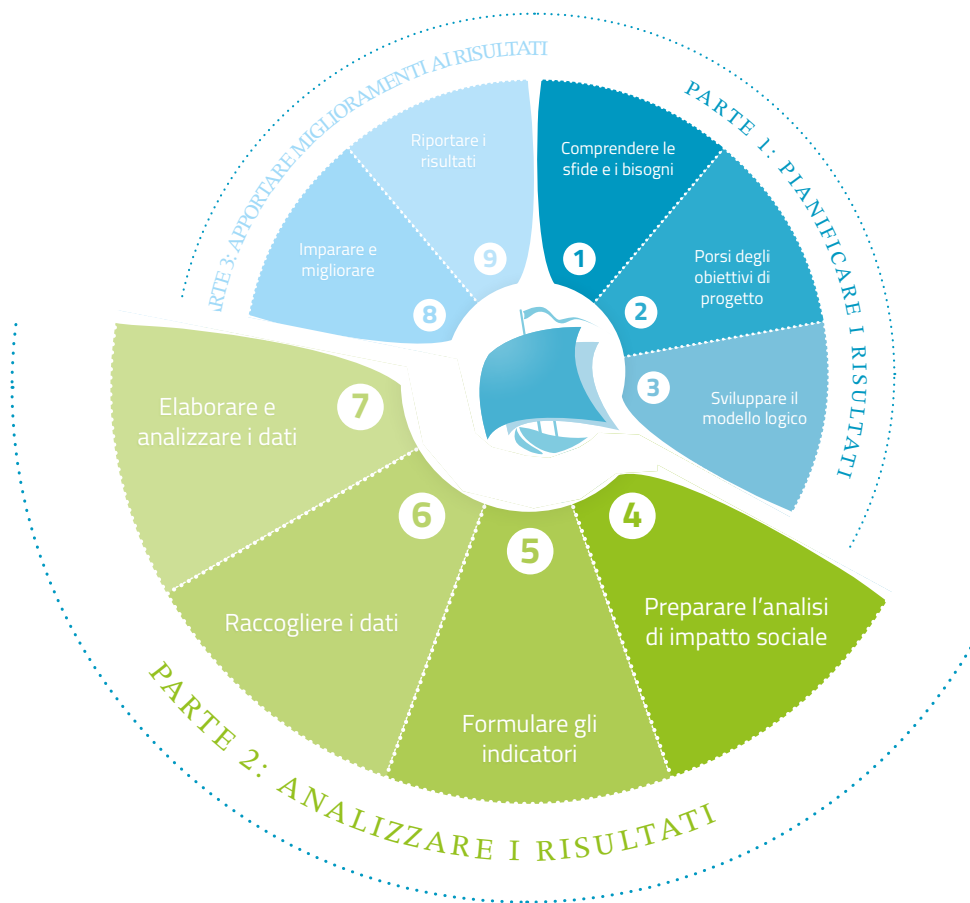 PARTE 1: PIANIFICARE I RISULTATI
Comprendere le
sfide e i bisogni
1
Porsi degli
obiettivi di
progetto
2
Sviluppare il
modello logico
3
PARTE 2: ANALIZZARE I RISULTATI
4
Preparare l'analisi
di impatto sociale
5
Formulare gli
indicatori
6
Raccogliere i dati
7
Elaborare e
analizzare i dati
ARTE 3: APPORTARE MIGLIORAMENTI AI RISULTATI
Imparare e
migliorare
8
Riportare i
risultati
9